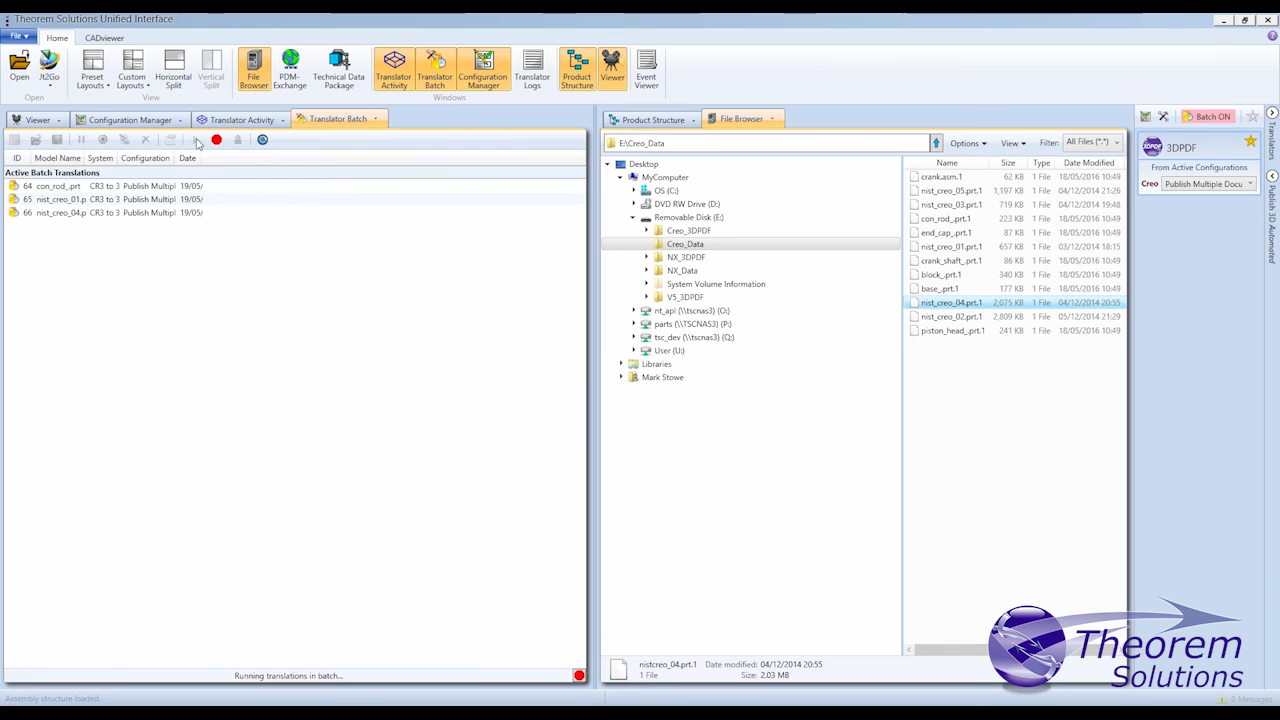 Theorem Solutions Unified Interface
File
Home
CADviewer
Open
Jt2Go
Preset Layouts
Custom Layouts
Horizontal Split
Vertical Split
File Browser
PDM-Exchange
Technical Data Package
Translator Activity
Translator Batch
Configuration Manager
Translator Logs
Product Structure
Viewer
Event Viewer
Open
View
Windows
Viewer
Configuration Manager
Translator Activity
Translator Batch
ID Model Name System Configuration Date
Active Batch Translations
64 con_rod_.prt CR3 to 3 Publish Multipl 19/05/
65 nist_creo_01.p CR3 to 3 Publish Multipl 19/05/
66 nist_creo_04.p CR3 to 3 Publish Multipl 19/05/
Running translations in batch...
Product Structure
File Browser
E:\Creo_Data
Options
View
Filter: All Files (*.*)
Desktop
MyComputer
OS (C:)
DVD RW Drive (D:)
Removable Disk (E:)
Creo_3DPDF
Creo_Data
NX_3DPDF
NX_Data
System Volume Information
V5_3DPDF
nt_apl (\\tscnas3) (O:)
parts (\\TSCNAS3) (P:)
tsc_dev (\\tscnas3) (Q:)
User (U:)
Libraries
Mark Stowe
Name Size Type Date Modified
crank.asm.1 62 KB 1 File 18/05/2016 10:49
nist_creo_05.prt.1 1,197 KB 1 File 04/12/2014 21:26
nist_creo_03.prt.1 719 KB 1 File 04/12/2014 19:48
con_rod_.prt.1 223 KB 1 File 18/05/2016 10:49
end_cap_.prt.1 87 KB 1 File 18/05/2016 10:49
nist_creo_01.prt.1 657 KB 1 File 03/12/2014 18:15
crank_shaft_.prt.1 86 KB 1 File 18/05/2016 10:49
block_.prt.1 340 KB 1 File 18/05/2016 10:49
base_.prt.1 177 KB 1 File 18/05/2016 10:49
nist_creo_04.prt.1 2,075 KB 1 File 04/12/2014 20:55
nist_creo_02.prt.1 2,809 KB 1 File 05/12/2014 21:29
piston_head_.prt.1 241 KB 1 File 18/05/2016 10:49
nistcreo_04.prt.1 Date modified: 04/12/2014 20:55
1 File Size: 2.03 MB
Batch ON
3DPDF
From Active Configurations
Creo Publish Multiple Docu
Translators
Publish 3D Automated
Theorem
Solutions
Assembly structure loaded.
0 Messages